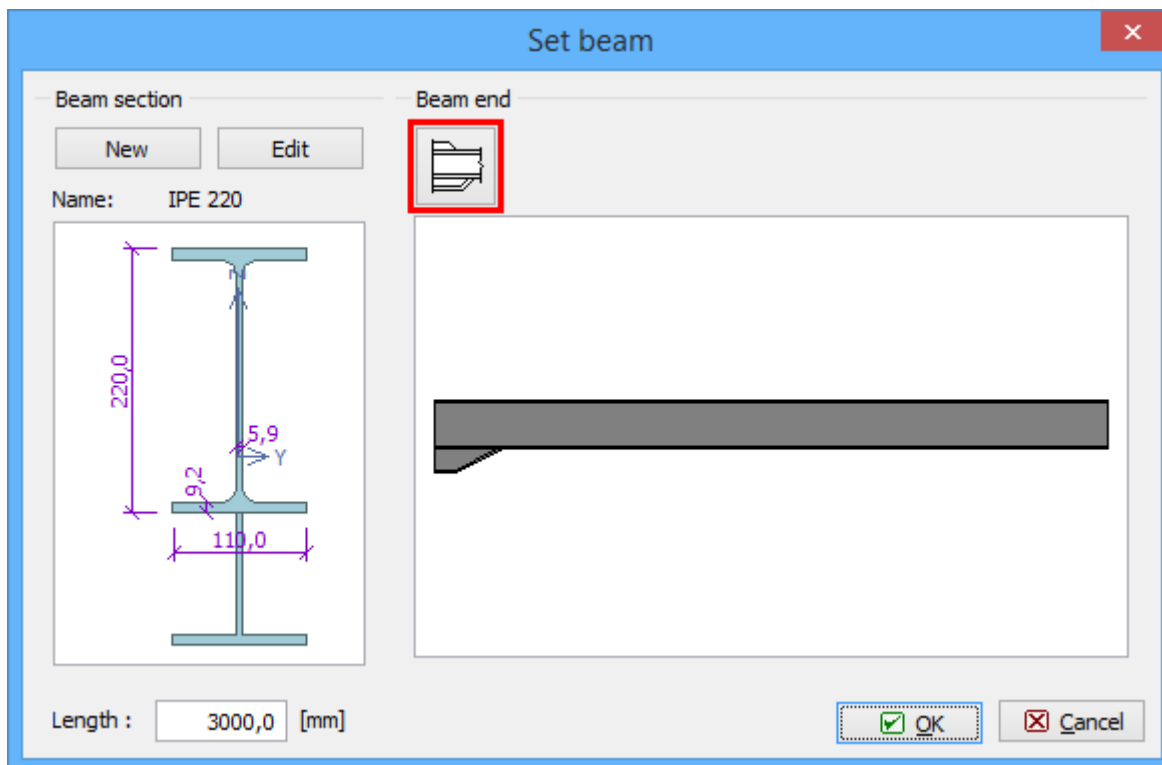 Set beam
Beam section
Beam end
New
Edit
Name: IPE 220
Z
220,0
5,9
Y
9,2
110,0
Length : 3000,0 [mm]
OK
Cancel